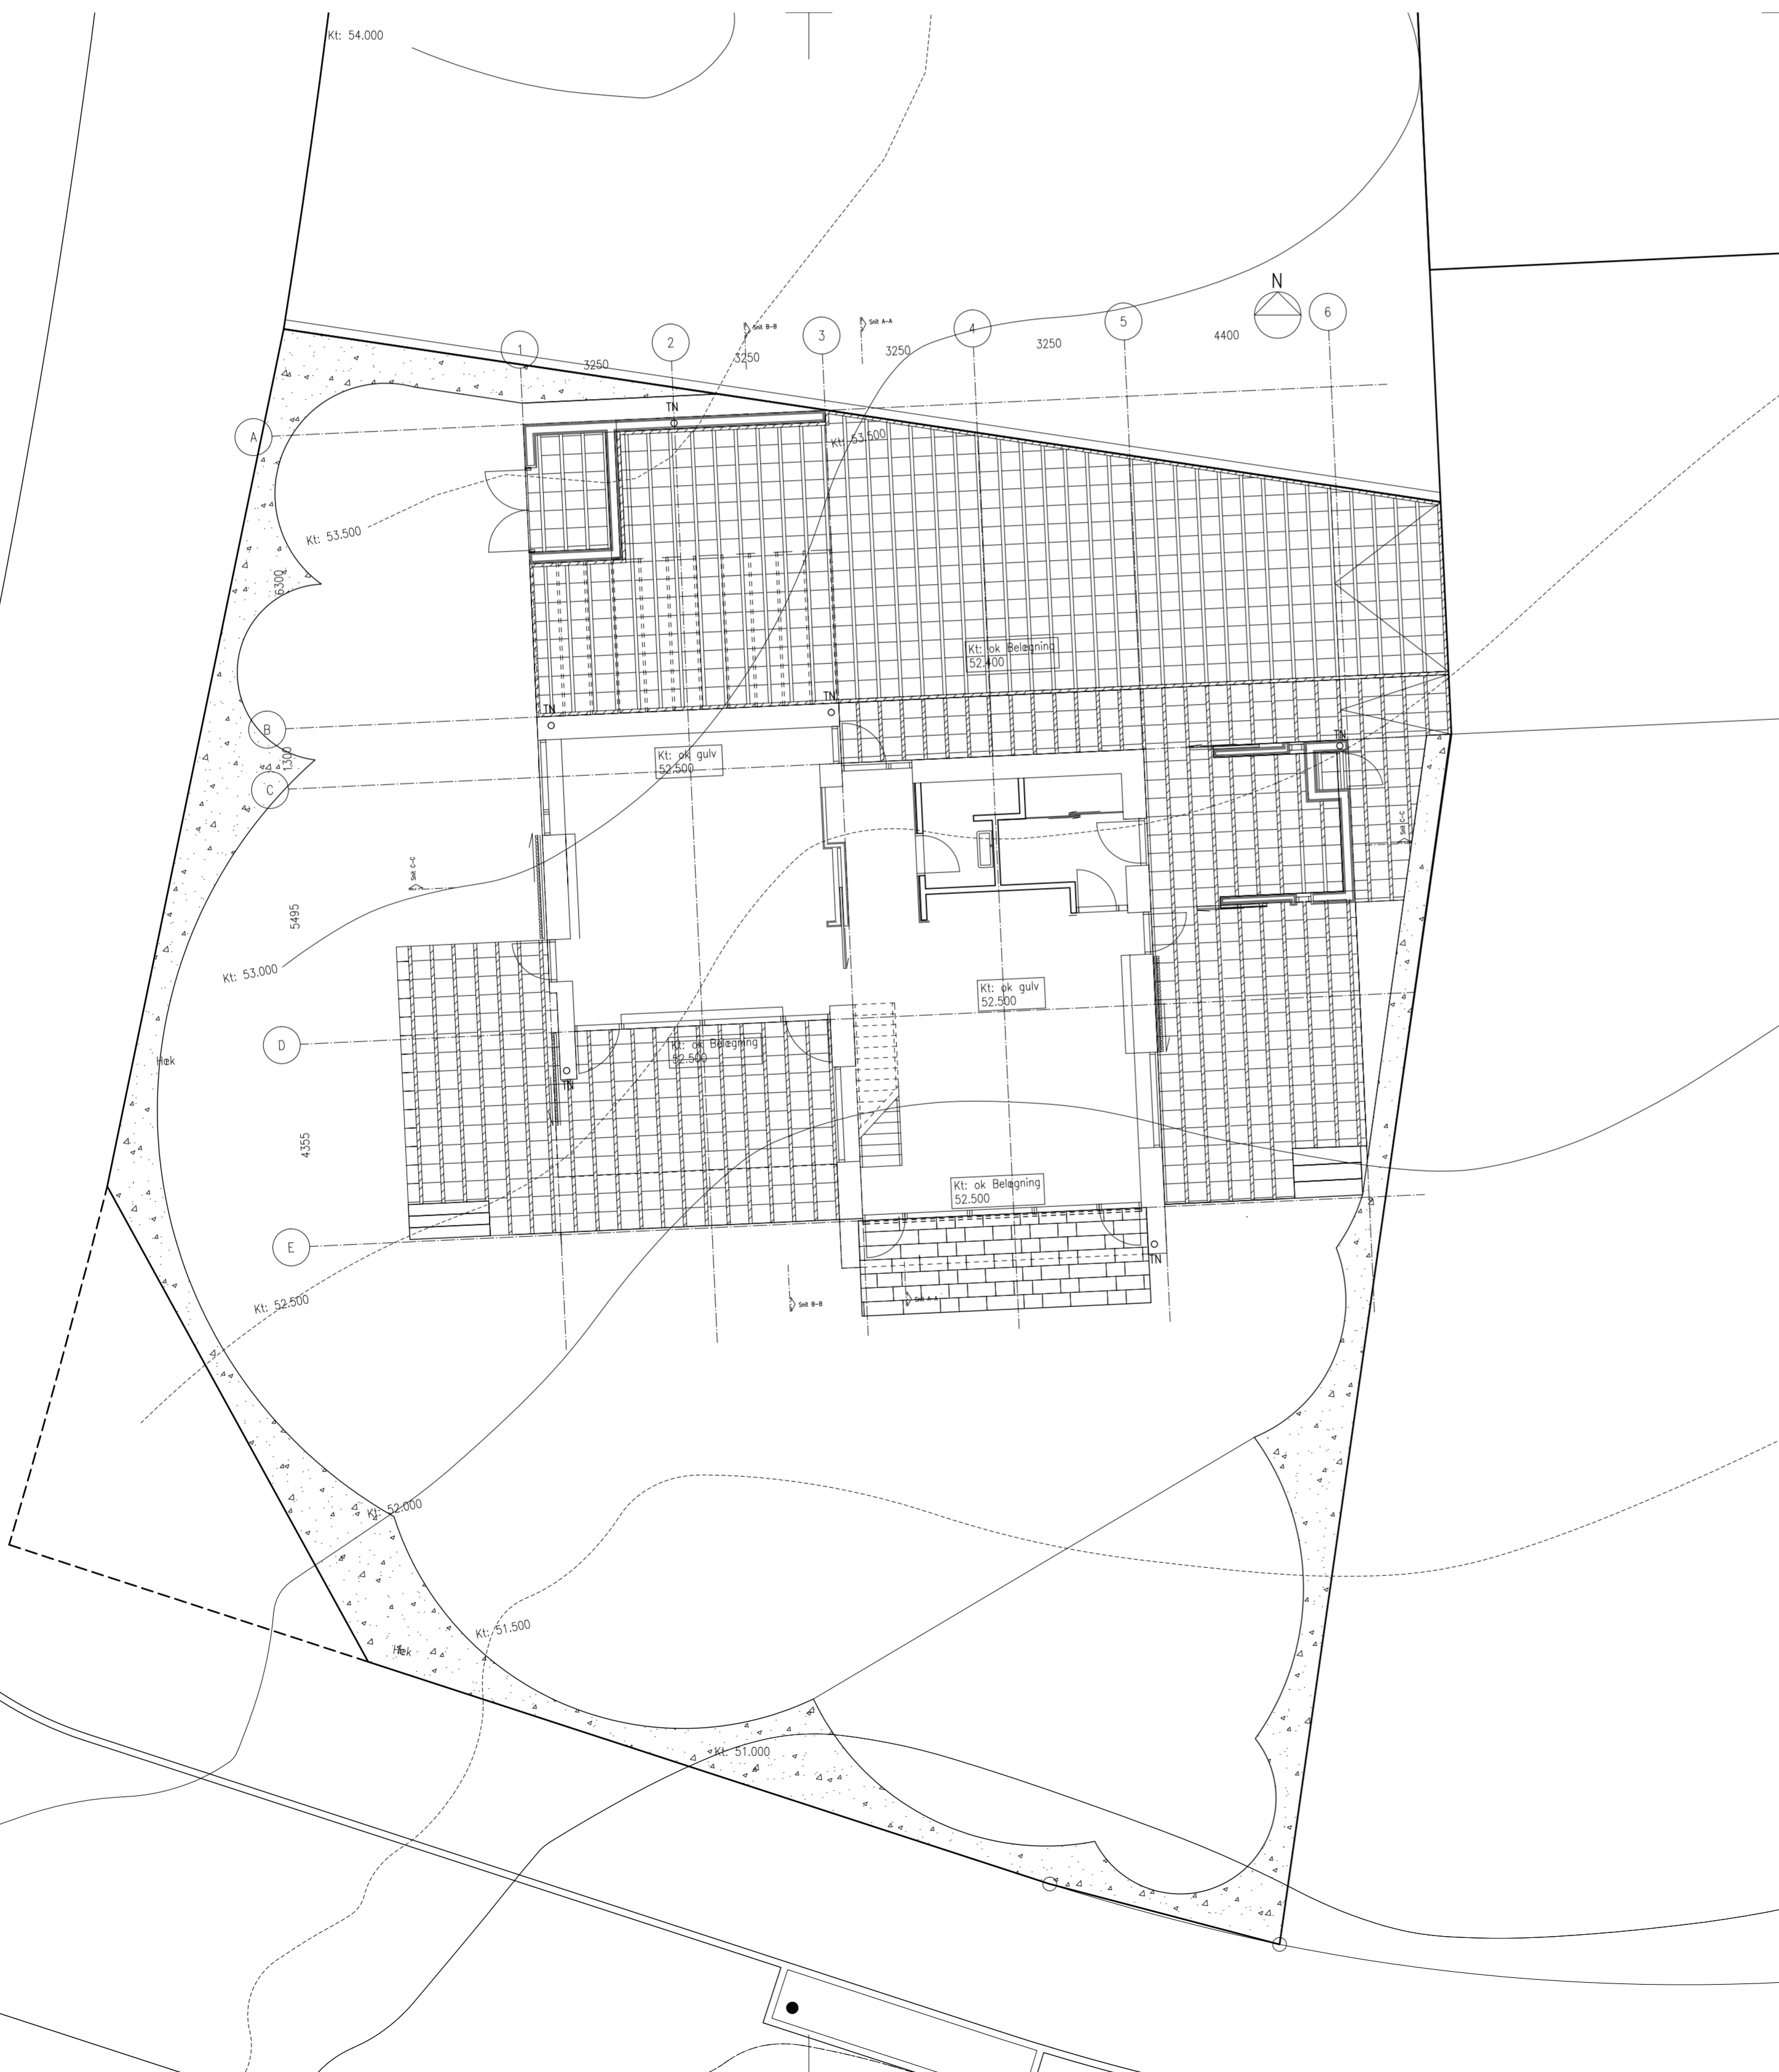 Kt: 54.000
N
1
2
3
4
5
6
Snit B-B
Snit A-A
3250
3250
3250
3250
4400
TN
A
Kt: 53.500
Kt: 53.500
6300
Kt: ok Belægning
52.400
TN
TN
B
TN
Kt: ok gulv
52.500
1300
C
Snit C-C
Snit C-C
5495
Kt: 53.000
Kt: ok gulv
52.500
D
Kt: ok Belægning
52.500
Hæk
TN
4355
Kt: ok Belægning
52.500
E
TN
Kt: 52.500
Snit B-B
Snit A-A
Kt: 52.000
Kt: 51.500
Hæk
Kt: 51.000